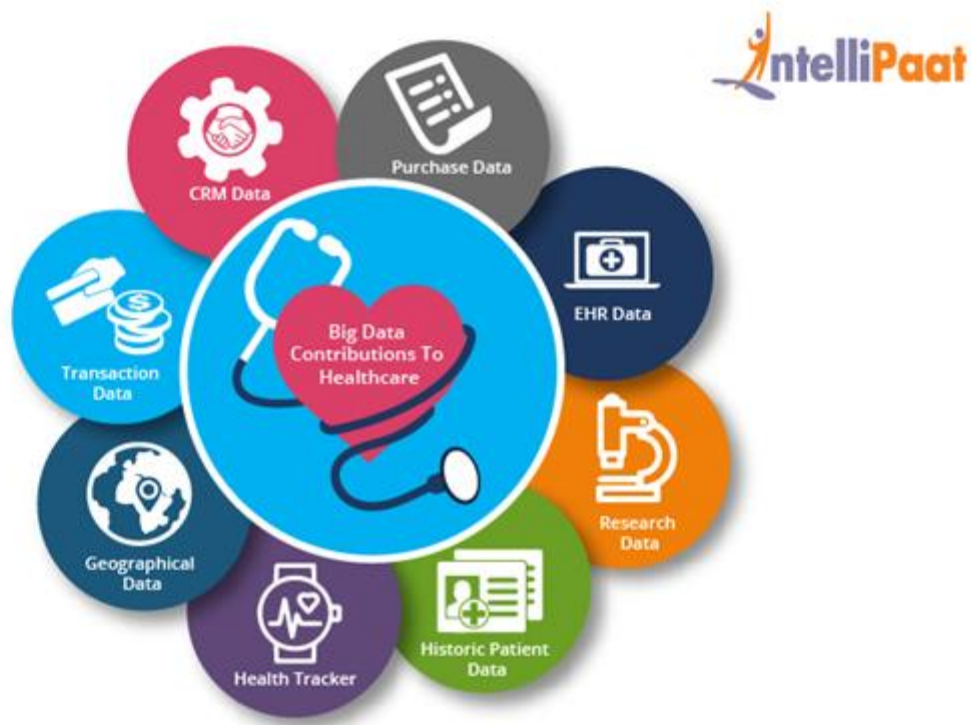 IntelliPaat
CRM Data
Purchase Data
EHR Data
Research
Data
Historic Patient
Data
Health Tracker
Geographical
Data
Transaction
Data
Big Data
Contributions To
Healthcare